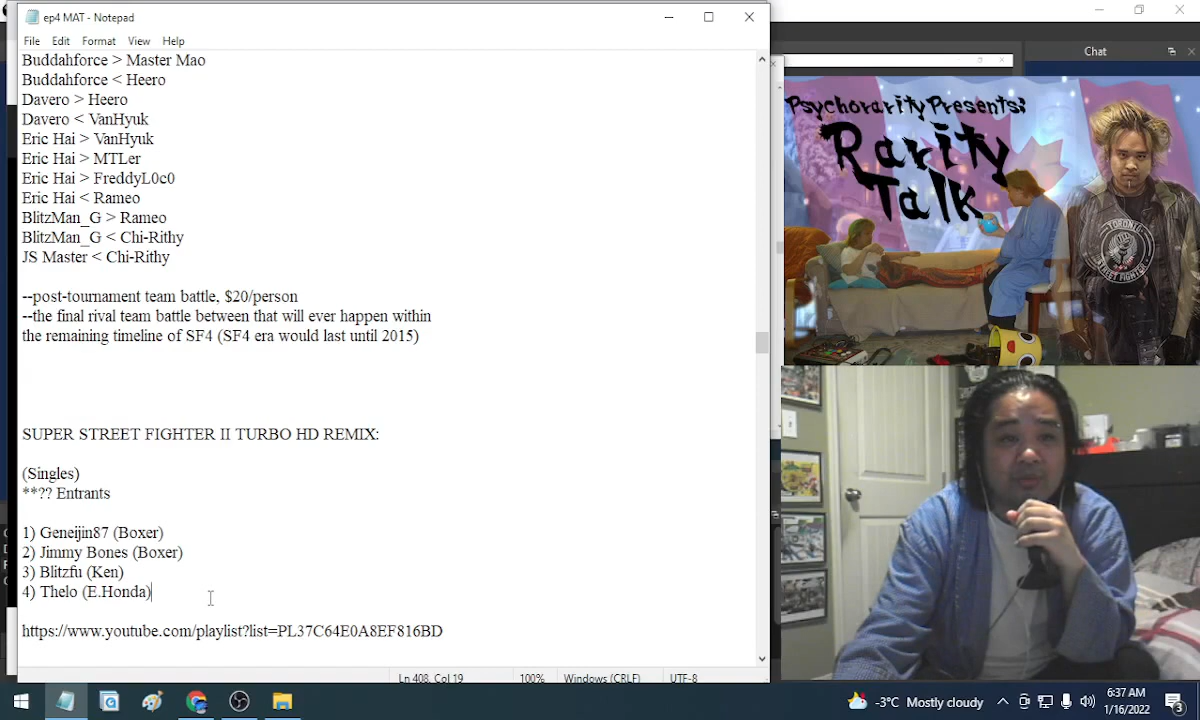 ep4 MAT - Notepad
File Edit Format View Help
Buddahforce > Master Mao
Buddahforce < Heero
Davero > Heero
Davero < VanHyuk
Eric Hai > VanHyuk
Eric Hai > MTLer
Eric Hai > FreddyL0c0
Eric Hai < Rameo
BlitzMan_G > Rameo
BlitzMan_G < Chi-Rithy
JS Master < Chi-Rithy
--post-tournament team battle, $20/person
--the final rival team battle between that will ever happen within
the remaining timeline of SF4 (SF4 era would last until 2015)
SUPER STREET FIGHTER II TURBO HD REMIX:
(Singles)
**?? Entrants
1) Geneijin87 (Boxer)
2) Jimmy Bones (Boxer)
3) Blitzfu (Ken)
4) Thelo (E.Honda)
https://www.youtube.com/playlist?list=PL37C64E0A8EF816BD
Ln 408, Col 19 100% Windows (CRLF) UTF-8
Chat
PsychorarityPresents:
Rarity
Talk
TORONTO
STREET FIGHTER
-3°C Mostly cloudy
6:37 AM
1/16/2022
3